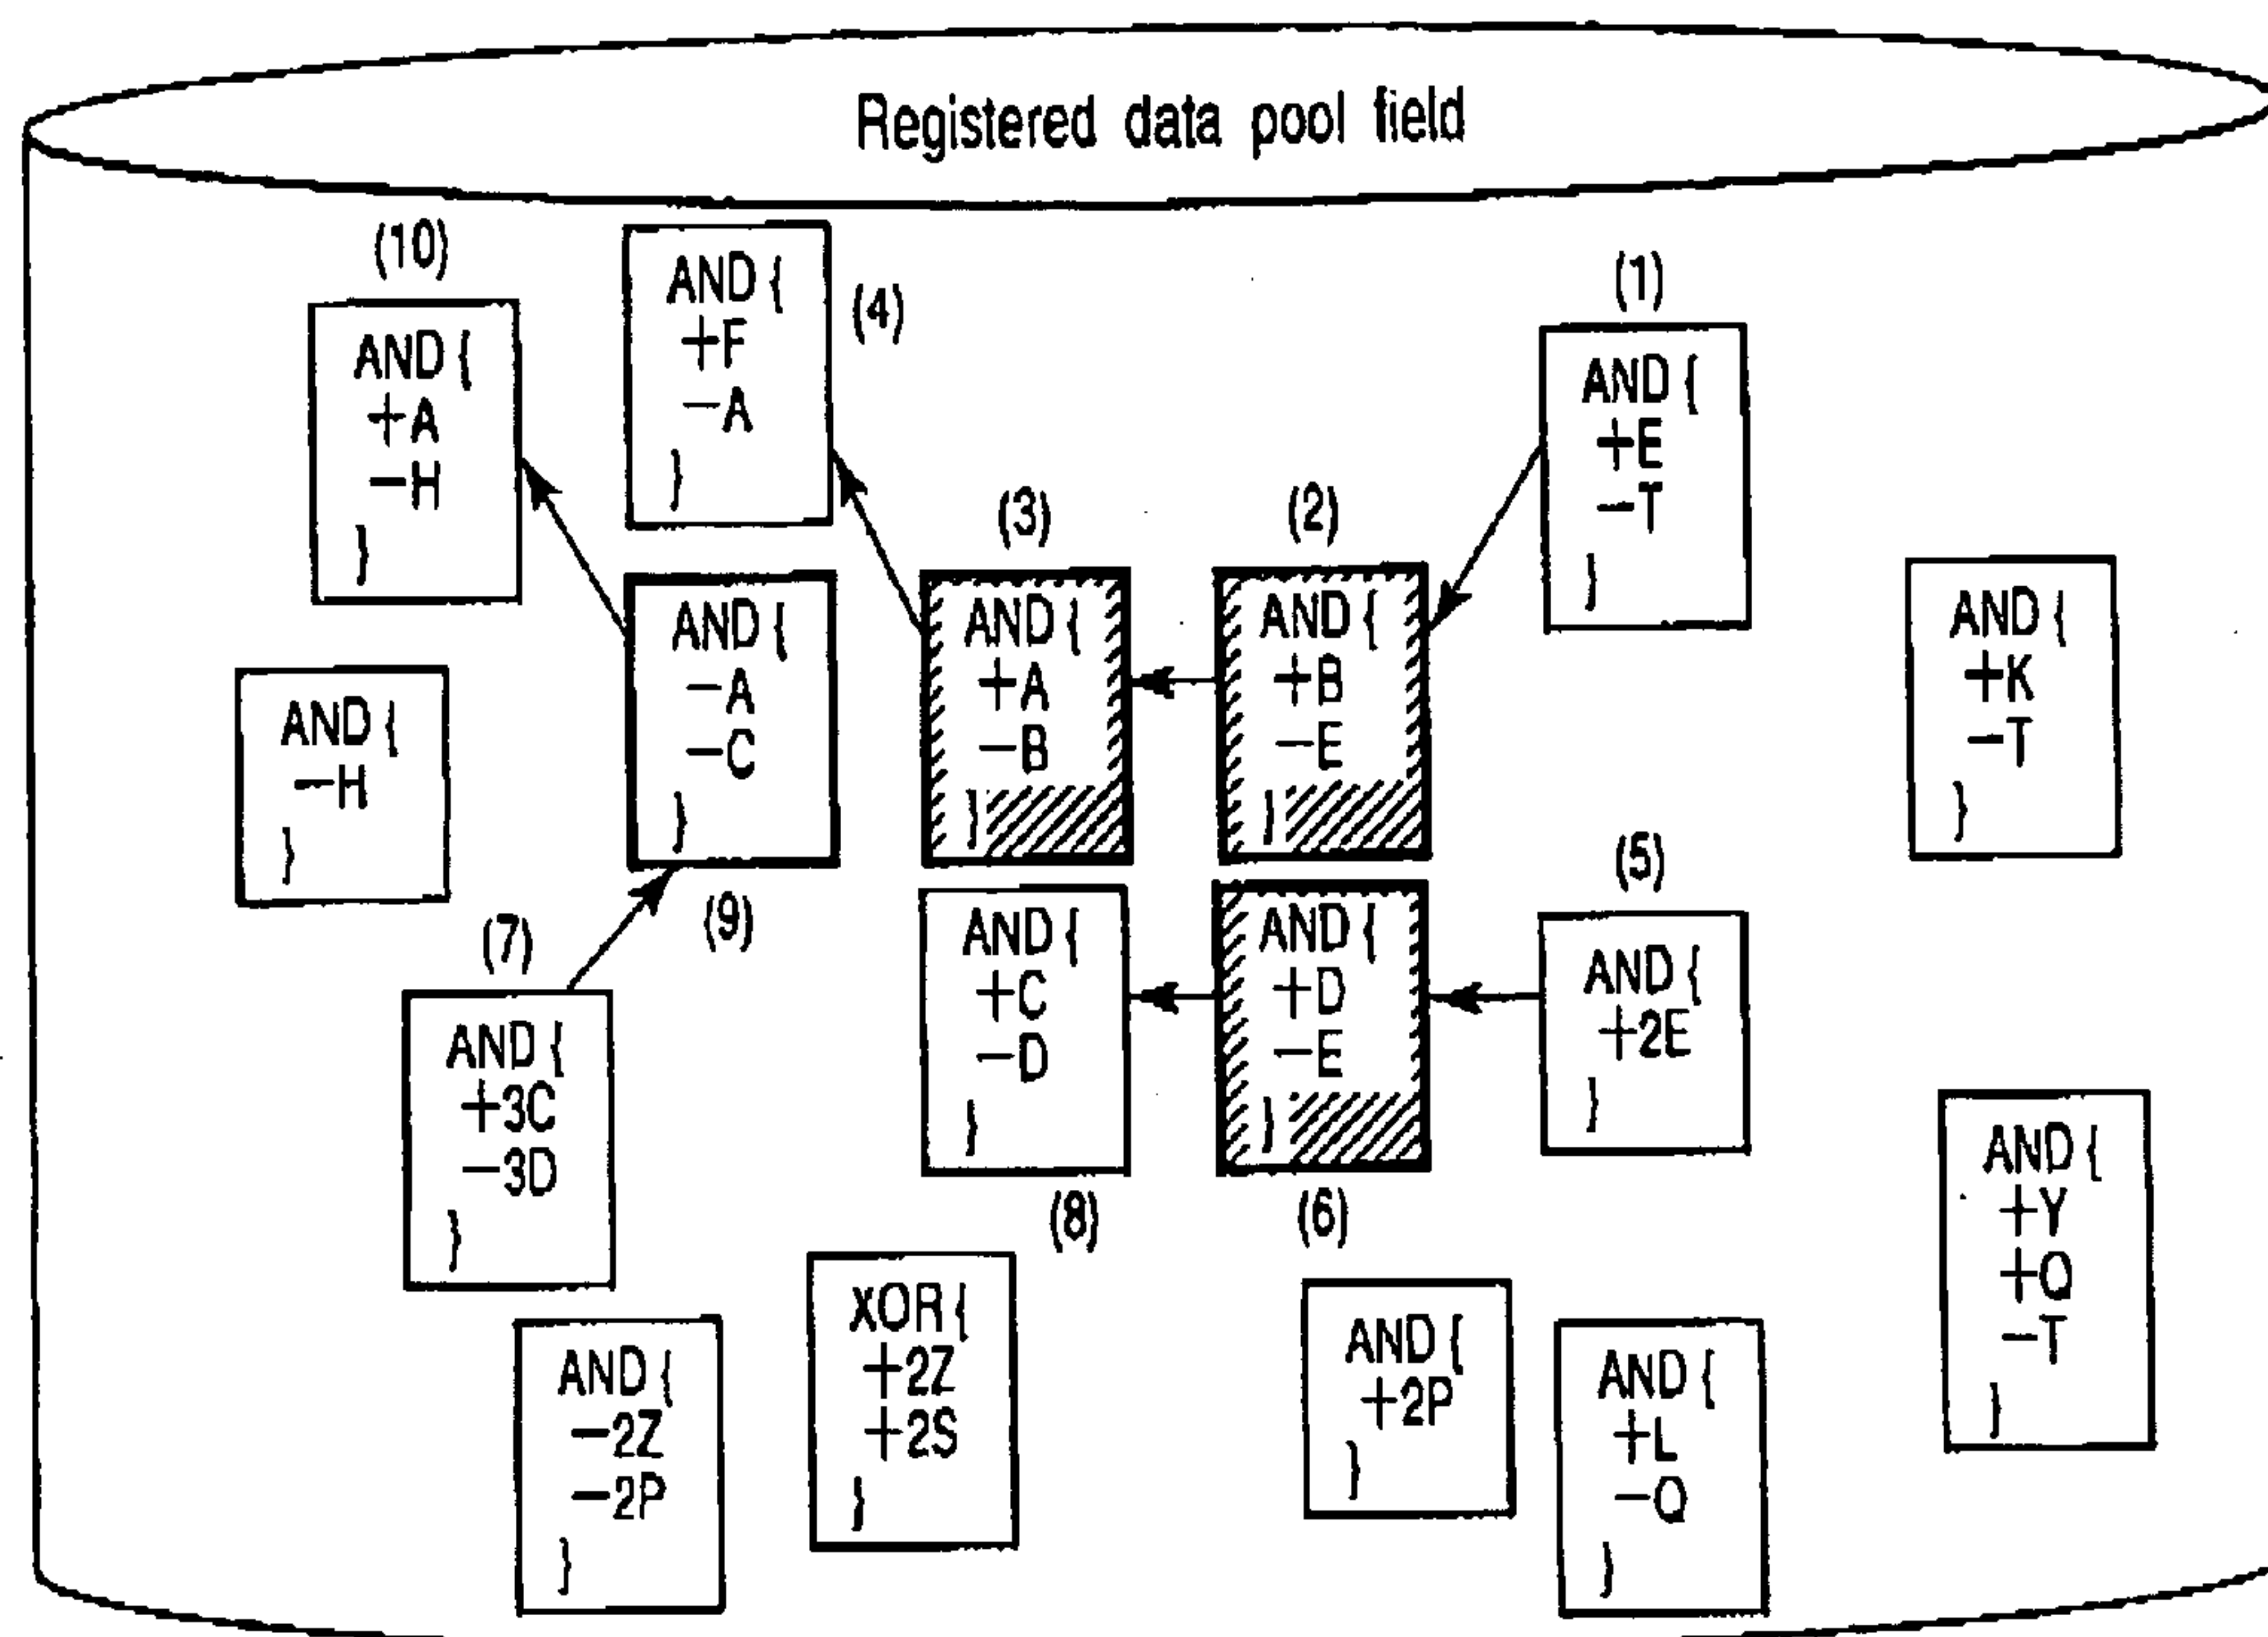 Registered data pool field
(10)
AND{
+A
−H
}
AND{
+F
−A
}
(4)
(1)
AND{
+E
−T
}
AND{
−H
}
AND{
−A
−C
}
(9)
(3)
AND{
+A
−B
}
(2)
AND{
+B
−E
}
AND{
+K
−T
}
(7)
AND{
+3C
−3D
}
AND{
+C
−D
}
(8)
AND{
+D
−E
}
(6)
(5)
AND{
+2E
}
AND{
+Y
+Q
−T
}
AND{
−2Z
−2P
}
XOR{
+2Z
+2S
}
AND{
+2P
}
AND{
+L
−Q
}